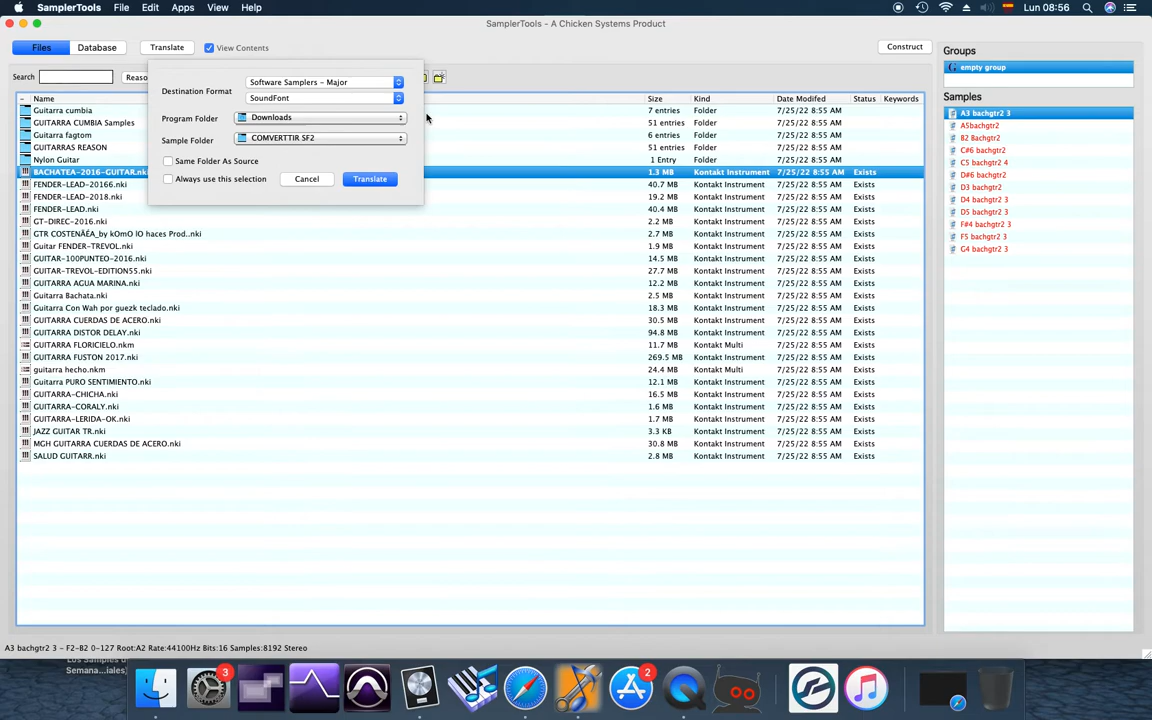 SamplerTools File Edit Apps View Help Lun 08:56
SamplerTools - A Chicken Systems Product
Files Database Translate View Contents Construct Groups
Search Reaso
empty group
Destination Format Software Samplers - Major
SoundFont
Program Folder Downloads
Sample Folder COMVERTTIR SF2
Same Folder As Source
Always use this selection Cancel Translate
Samples
- Name Size Kind Date Modifed Status Keywords
Guitarra cumbia 7 entries Folder 7/25/22 8:55 AM
GUITARRA CUMBIA Samples 51 entries Folder 7/25/22 8:55 AM
Guitarra fagtom 6 entries Folder 7/25/22 8:55 AM
GUITARRAS REASON 51 entries Folder 7/25/22 8:55 AM
Nylon Guitar 1 Entry Folder 7/25/22 8:55 AM
BACHATEA-2016-GUITAR.nki 1.3 MB Kontakt Instrument 7/25/22 8:55 AM Exists
FENDER-LEAD-20166.nki 40.7 MB Kontakt Instrument 7/25/22 8:55 AM Exists
FENDER-LEAD-2018.nki 19.2 MB Kontakt Instrument 7/25/22 8:55 AM Exists
FENDER-LEAD.nki 40.4 MB Kontakt Instrument 7/25/22 8:55 AM Exists
GT-DIREC-2016.nki 2.2 MB Kontakt Instrument 7/25/22 8:55 AM Exists
GTR COSTENÃÉA_by kOmO lO haces Prod..nki 2.7 MB Kontakt Instrument 7/25/22 8:55 AM Exists
Guitar FENDER-TREVOL.nki 1.9 MB Kontakt Instrument 7/25/22 8:55 AM Exists
GUITAR-100PUNTEO-2016.nki 14.5 MB Kontakt Instrument 7/25/22 8:55 AM Exists
GUITAR-TREVOL-EDITION55.nki 27.7 MB Kontakt Instrument 7/25/22 8:55 AM Exists
GUITARRA AGUA MARINA.nki 12.2 MB Kontakt Instrument 7/25/22 8:55 AM Exists
Guitarra Bachata.nki 2.5 MB Kontakt Instrument 7/25/22 8:55 AM Exists
Guitarra Con Wah por guezk teclado.nki 18.3 MB Kontakt Instrument 7/25/22 8:55 AM Exists
GUITARRA CUERDAS DE ACERO.nki 30.5 MB Kontakt Instrument 7/25/22 8:55 AM Exists
GUITARRA DISTOR DELAY.nki 94.8 MB Kontakt Instrument 7/25/22 8:55 AM Exists
GUITARRA FLORICIELO.nkm 11.7 MB Kontakt Multi 7/25/22 8:55 AM Exists
GUITARRA FUSTON 2017.nki 269.5 MB Kontakt Instrument 7/25/22 8:55 AM Exists
guitarra hecho.nkm 24.4 MB Kontakt Multi 7/25/22 8:55 AM Exists
Guitarra PURO SENTIMIENTO.nki 12.1 MB Kontakt Instrument 7/25/22 8:55 AM Exists
GUITARRA-CHICHA.nki 16.5 MB Kontakt Instrument 7/25/22 8:55 AM Exists
GUITARRA-CORALY.nki 1.6 MB Kontakt Instrument 7/25/22 8:55 AM Exists
GUITARRA-LERIDA-OK.nki 1.7 MB Kontakt Instrument 7/25/22 8:55 AM Exists
JAZZ GUITAR TR.nki 3.3 KB Kontakt Instrument 7/25/22 8:55 AM Exists
MGH GUITARRA CUERDAS DE ACERO.nki 30.8 MB Kontakt Instrument 7/25/22 8:55 AM Exists
SALUD GUITARR.nki 2.8 MB Kontakt Instrument 7/25/22 8:55 AM Exists
A3 bachgtr2 3
A5bachgtr2
B2 Bachgtr2
C#6 bachgtr2
C5 bachgtr2 4
D#6 bachgtr2
D3 bachgtr2
D4 bachgtr2 3
D5 bachgtr2 3
F#4 bachgtr2 3
F5 bachgtr2 3
G4 bachgtr2 3
A3 bachgtr2 3 - F2-B2 0-127 Root:A2 Rate:44100Hz Bits:16 Samples:8192 Stereo
Los Samples d
Semana...iales)
3
2